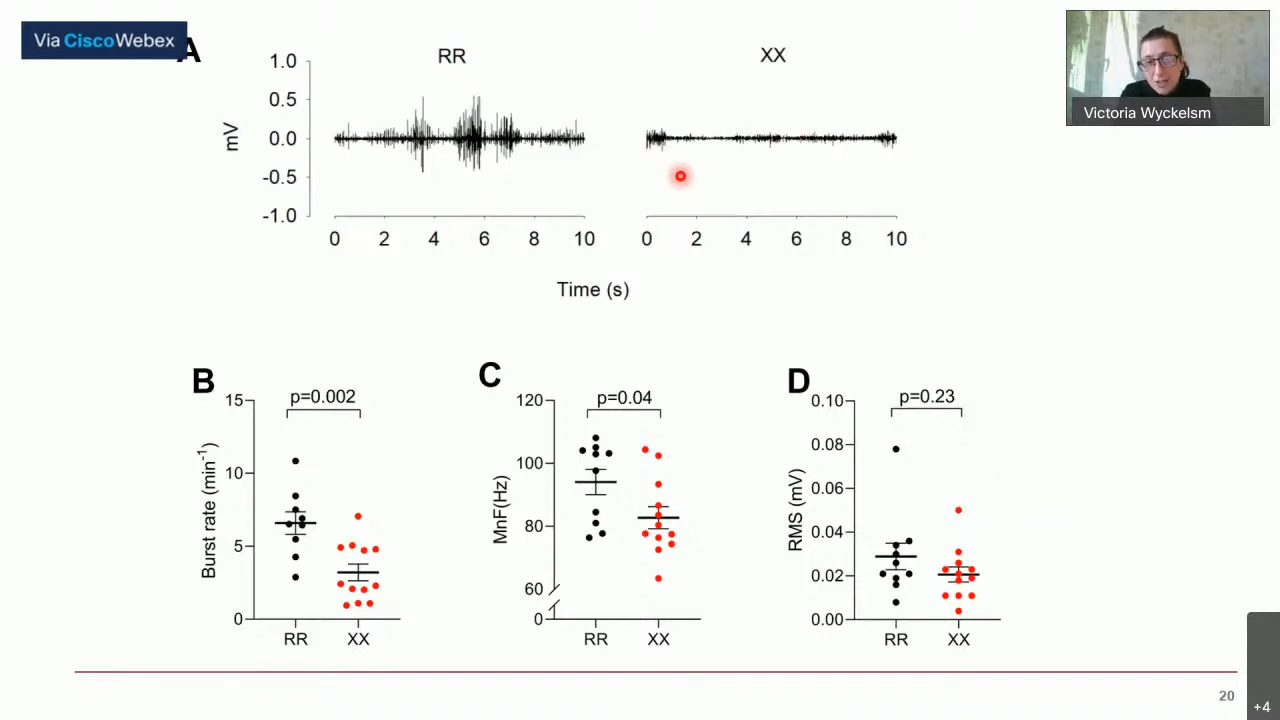 Via CiscoWebex
A
RR
XX
1.0
0.5
0.0
-0.5
-1.0
mV
0 2 4 6 8 10
0 2 4 6 8 10
Time (s)
Victoria Wyckelsm
B
p=0.002
15
10
5
0
Burst rate (min-1)
RR XX
C
p=0.04
120
100
80
60
0
MnF(Hz)
RR XX
D
p=0.23
0.10
0.08
0.06
0.04
0.02
0.00
RMS (mV)
RR XX
20
+4